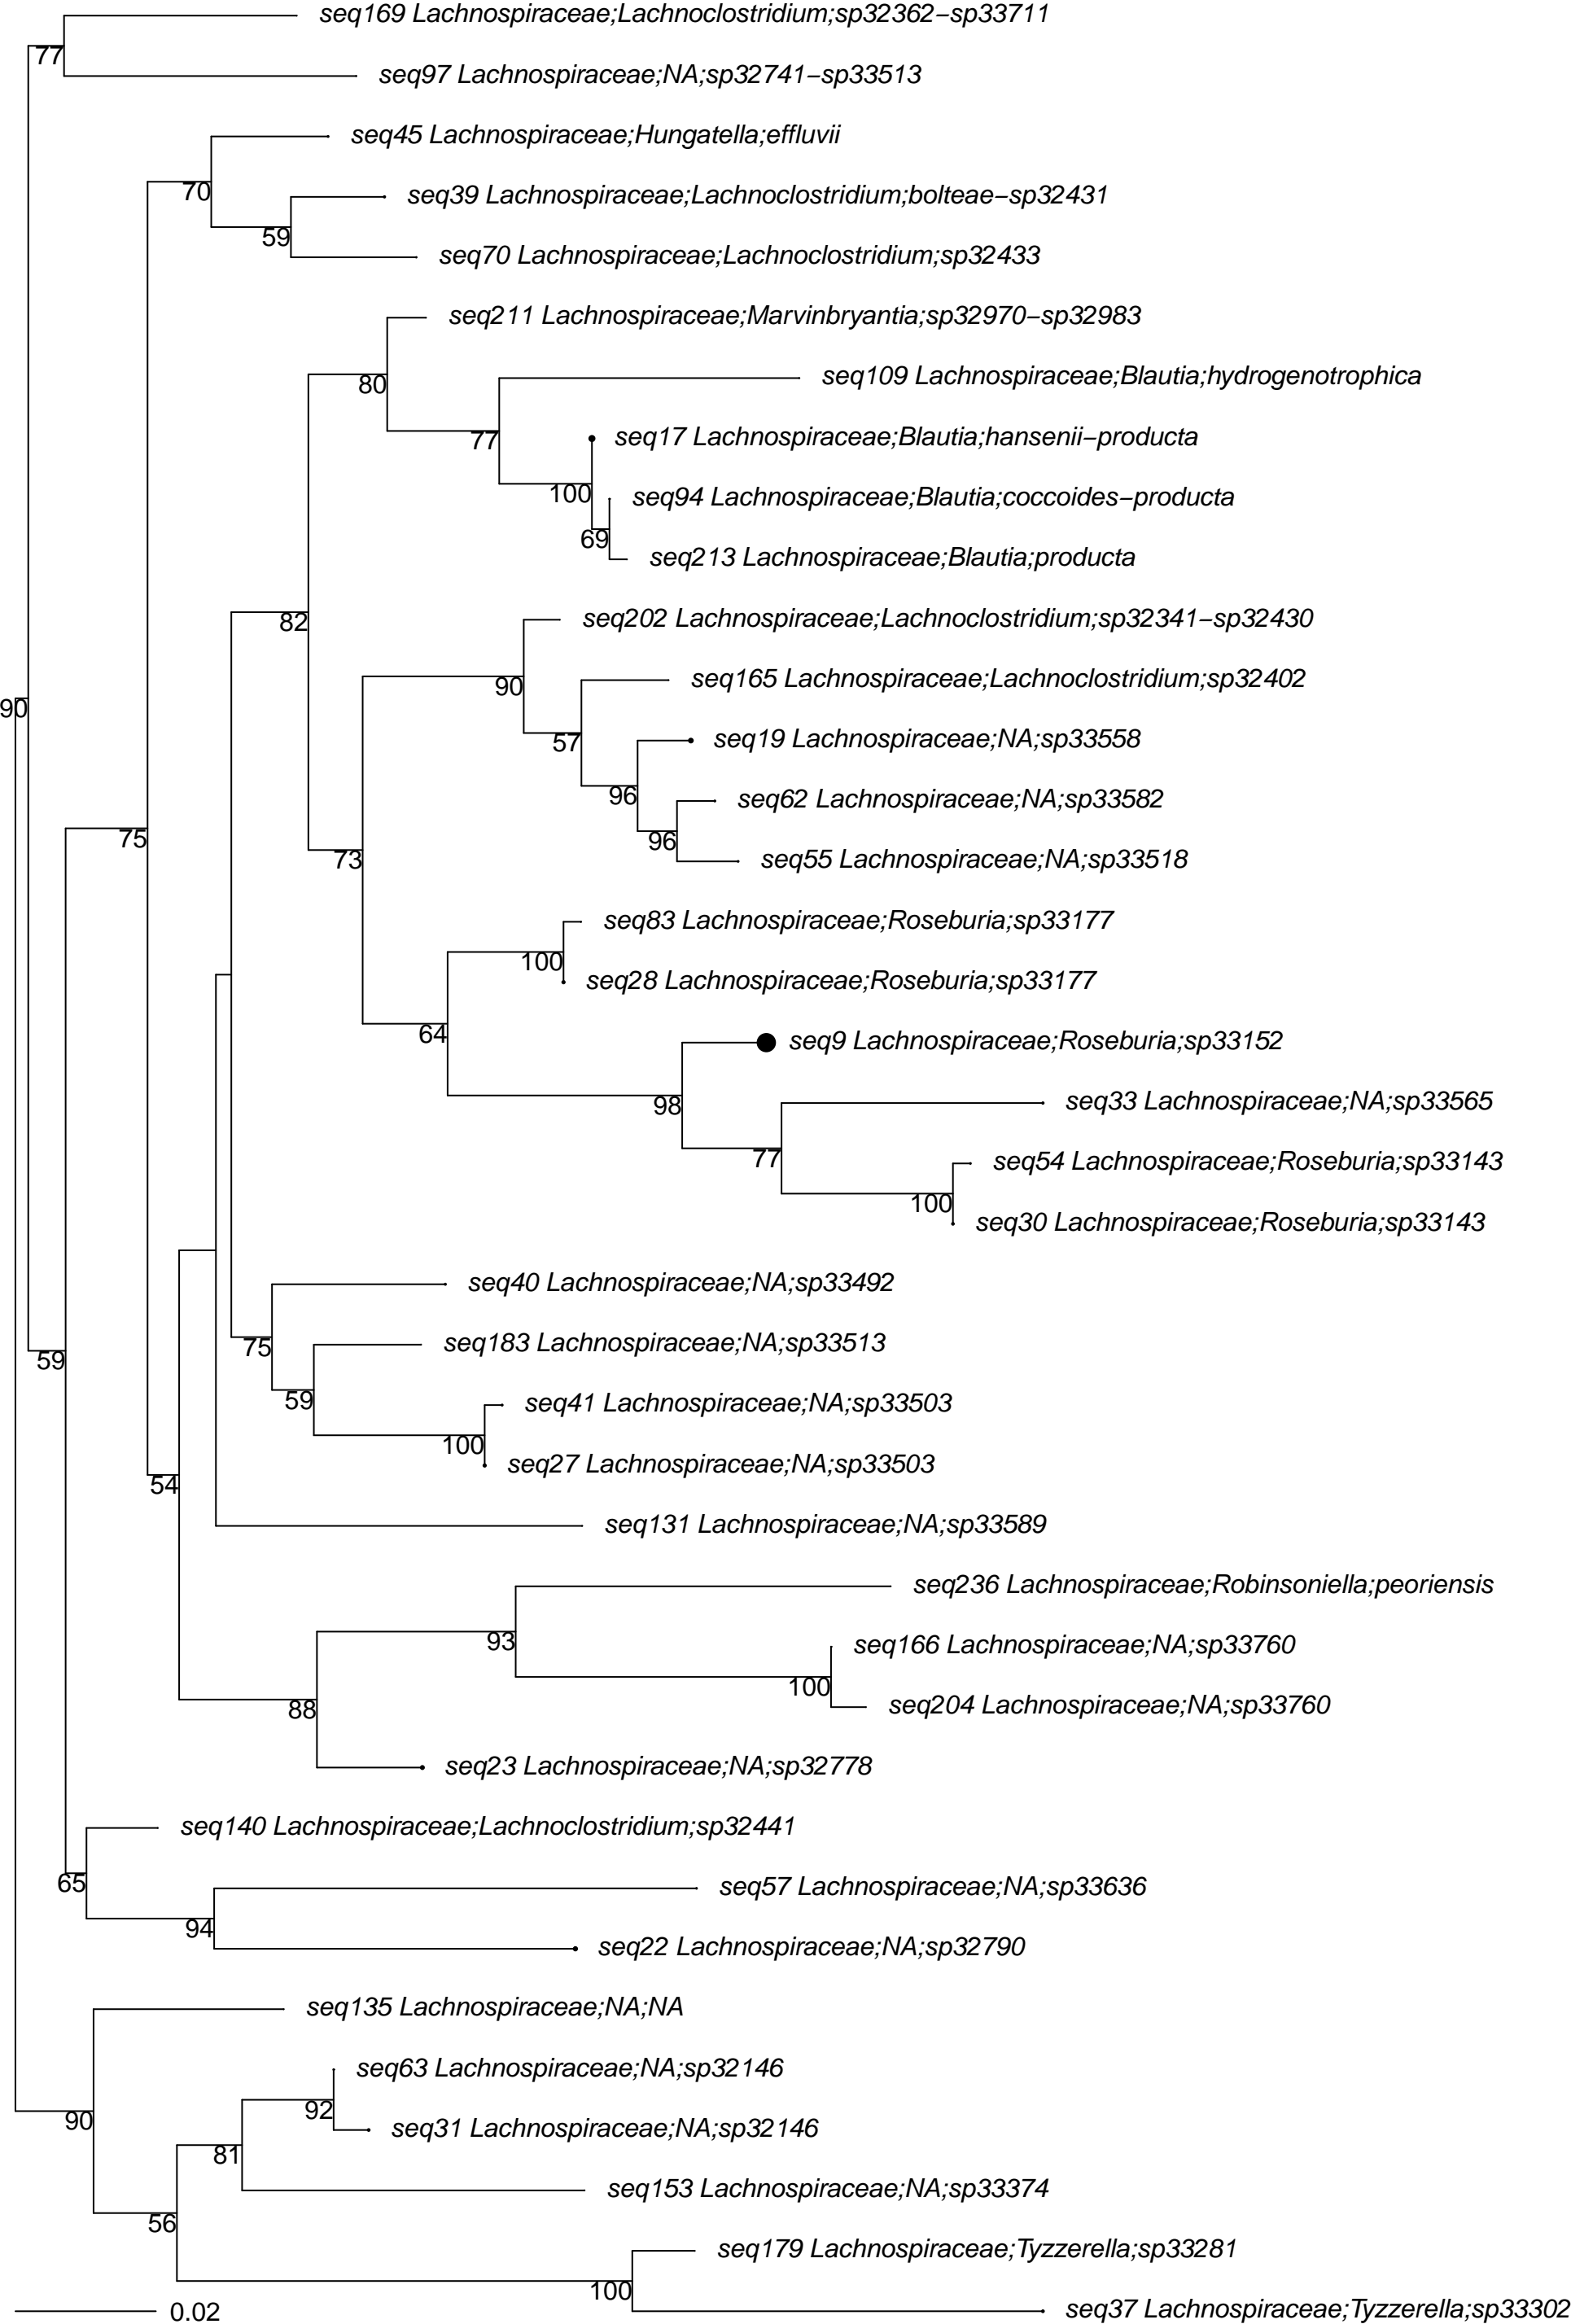 seq169 Lachnospiraceae;Lachnoclostridium;sp32362−sp33711
77
seq97 Lachnospiraceae;NA;sp32741−sp33513
seq45 Lachnospiraceae;Hungatella;effluvii
70
seq39 Lachnospiraceae;Lachnoclostridium;bolteae−sp32431
59
seq70 Lachnospiraceae;Lachnoclostridium;sp32433
seq211 Lachnospiraceae;Marvinbryantia;sp32970−sp32983
80
seq109 Lachnospiraceae;Blautia;hydrogenotrophica
77
seq17 Lachnospiraceae;Blautia;hansenii−producta
100
seq94 Lachnospiraceae;Blautia;coccoides−producta
69
seq213 Lachnospiraceae;Blautia;producta
82
seq202 Lachnospiraceae;Lachnoclostridium;sp32341−sp32430
90
seq165 Lachnospiraceae;Lachnoclostridium;sp32402
90
57
seq19 Lachnospiraceae;NA;sp33558
96
seq62 Lachnospiraceae;NA;sp33582
75
96
seq55 Lachnospiraceae;NA;sp33518
73
seq83 Lachnospiraceae;Roseburia;sp33177
100
seq28 Lachnospiraceae;Roseburia;sp33177
64
seq9 Lachnospiraceae;Roseburia;sp33152
98
seq33 Lachnospiraceae;NA;sp33565
77
seq54 Lachnospiraceae;Roseburia;sp33143
100
seq30 Lachnospiraceae;Roseburia;sp33143
seq40 Lachnospiraceae;NA;sp33492
75
seq183 Lachnospiraceae;NA;sp33513
59
59
seq41 Lachnospiraceae;NA;sp33503
100
seq27 Lachnospiraceae;NA;sp33503
54
seq131 Lachnospiraceae;NA;sp33589
seq236 Lachnospiraceae;Robinsoniella;peoriensis
93
seq166 Lachnospiraceae;NA;sp33760
100
seq204 Lachnospiraceae;NA;sp33760
88
seq23 Lachnospiraceae;NA;sp32778
seq140 Lachnospiraceae;Lachnoclostridium;sp32441
65
seq57 Lachnospiraceae;NA;sp33636
94
seq22 Lachnospiraceae;NA;sp32790
seq135 Lachnospiraceae;NA;NA
seq63 Lachnospiraceae;NA;sp32146
92
90
seq31 Lachnospiraceae;NA;sp32146
81
seq153 Lachnospiraceae;NA;sp33374
56
seq179 Lachnospiraceae;Tyzzerella;sp33281
100
seq37 Lachnospiraceae;Tyzzerella;sp33302
0.02